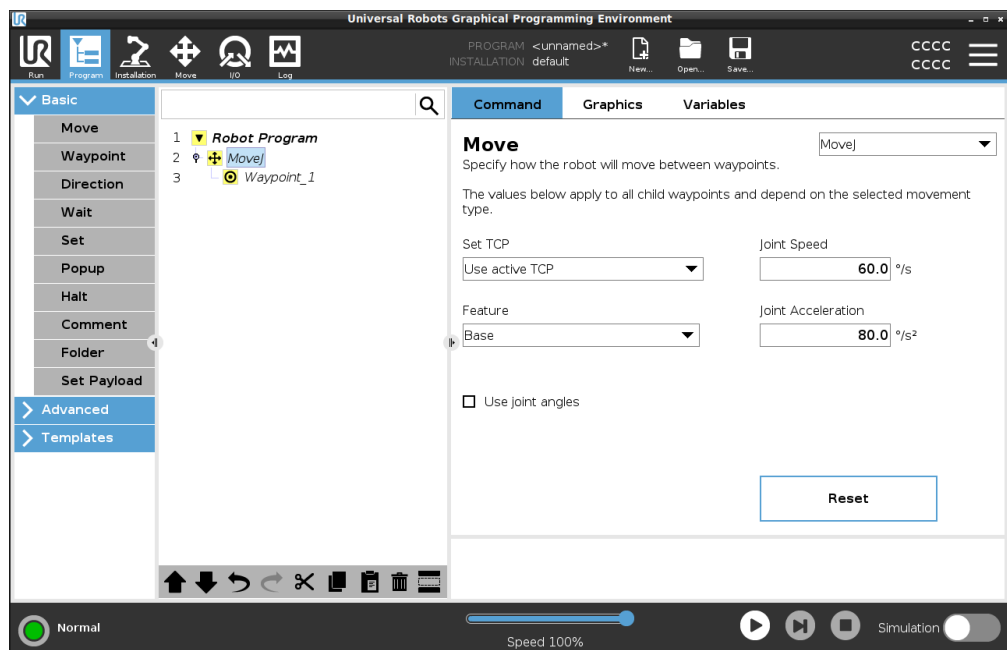 Universal Robots Graphical Programming Environment
UR
Run
Program
Installation
Move
I/O
Log
PROGRAM <unnamed>*
INSTALLATION default
New...
Open...
Save...
CCCC
CCCC
Basic
Move
Waypoint
Direction
Wait
Set
Popup
Halt
Comment
Folder
Set Payload
Advanced
Templates
1 Robot Program
2 MoveJ
3 Waypoint_1
Command Graphics Variables
Move
MoveJ
Specify how the robot will move between waypoints.
The values below apply to all child waypoints and depend on the selected movement
type.
Set TCP
Joint Speed
Use active TCP
60.0 °/s
Feature
Joint Acceleration
Base
80.0 °/s²
Use joint angles
Reset
Normal
Speed 100%
Simulation